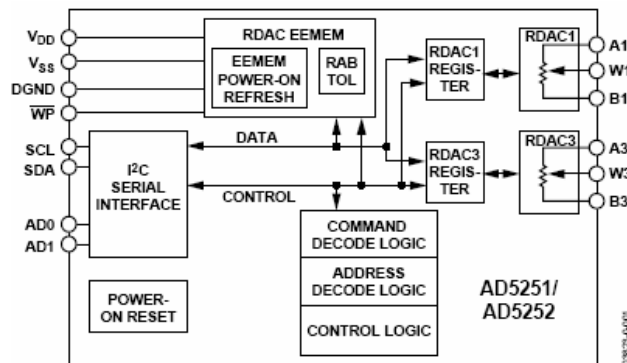 VDD
VSS
DGND
WP
SCL
SDA
AD0
AD1
RDAC EEMEM
EEMEM
POWER-ON
REFRESH
RAB
TOL
DATA
I2C
SERIAL
INTERFACE
CONTROL
COMMAND
DECODE LOGIC
ADDRESS
DECODE LOGIC
CONTROL LOGIC
POWER-
ON RESET
RDAC1
REGIS-
TER
RDAC3
REGIS-
TER
RDAC1
RDAC3
A1
W1
B1
A3
W3
B3
AD5251/
AD5252